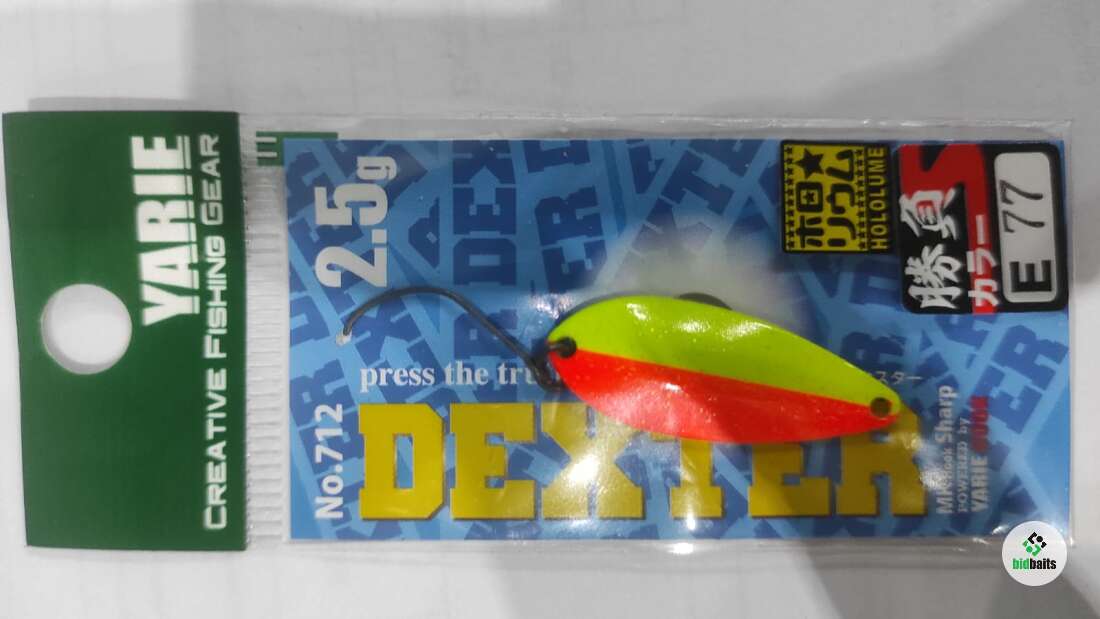 YARIE
CREATIVE FISHING GEAR
2.5g
ホロ★
リウム
HOLOLUME
勝負
カラー
E 77
press the tru
スター
No.712
DEXTER
Hook Sharp
POWERED by
YARIE
bidbaits